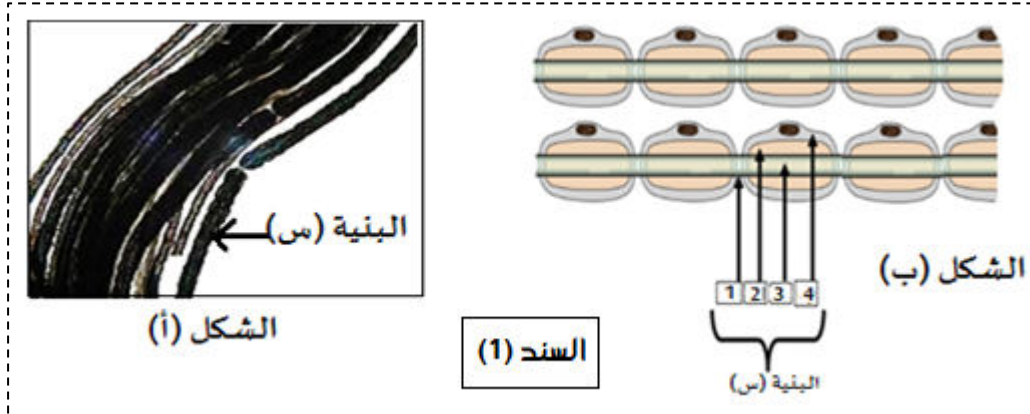 البنية (س)
الشكل (أ)
السند (1)
1 2 3 4
البنية (س)
الشكل (ب)